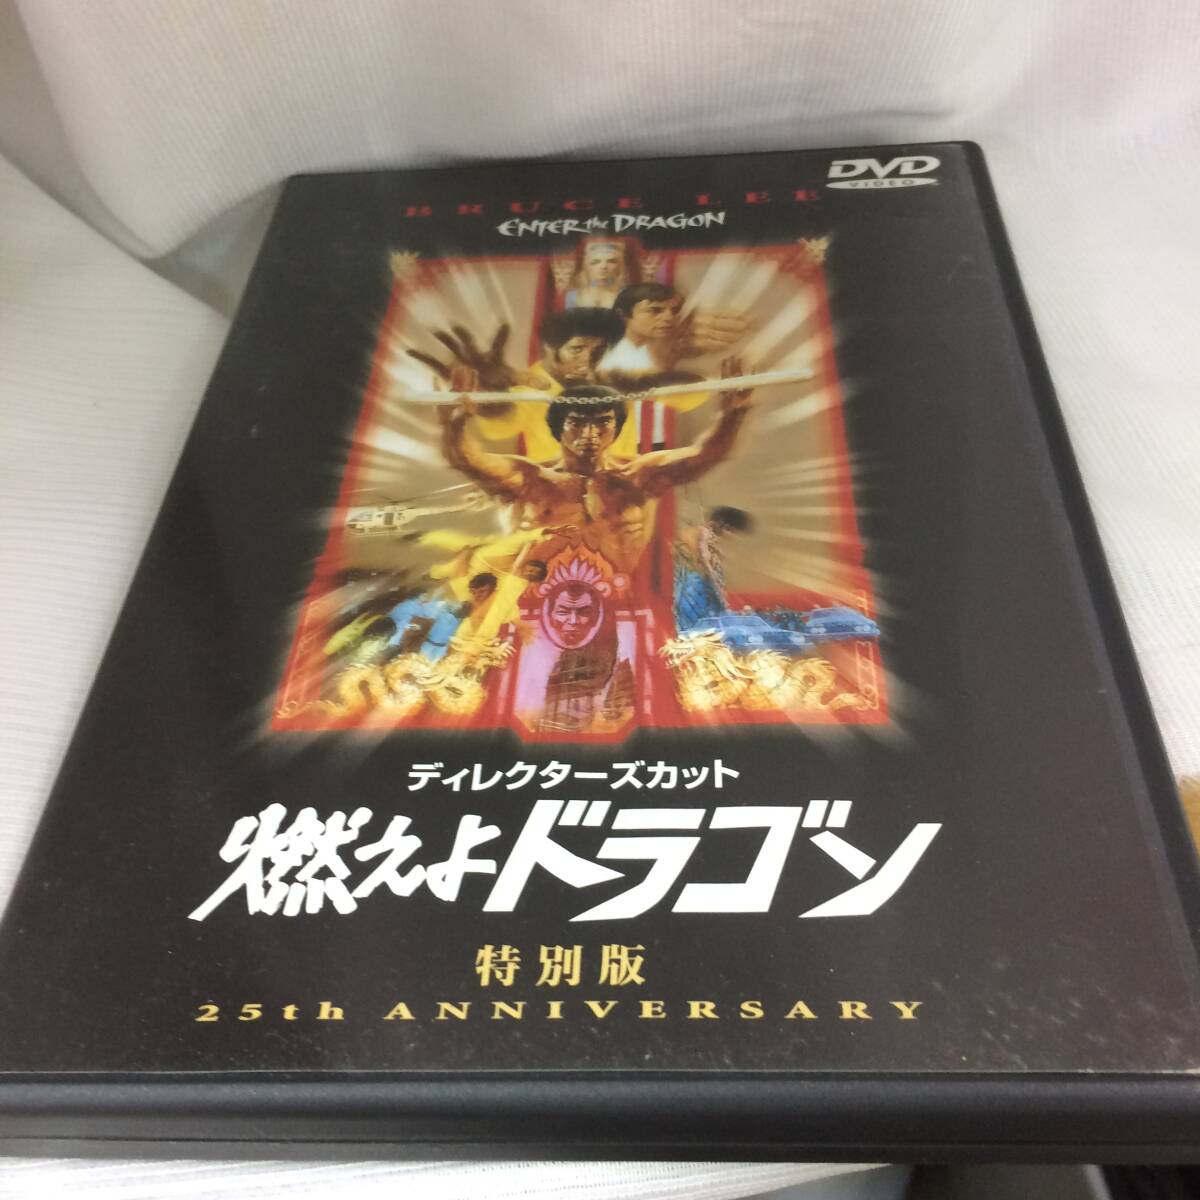 DVD
VIDEO
BRUCE LEE
ENTER the DRAGON
ディレクターズカット
燃えよドラゴン
特別版
25th ANNIVERSARY